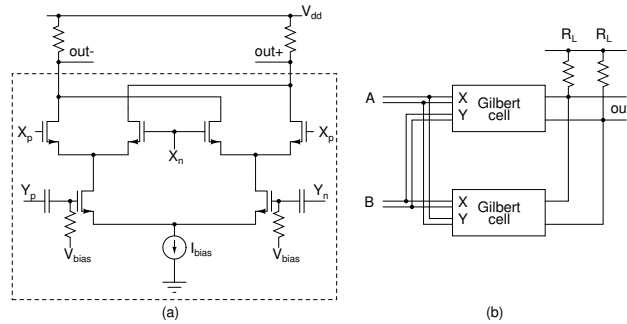 V_dd
out- out+
X_p X_p
X_n
Y_p Y_n
V_bias I_bias V_bias
(a)
R_L R_L
A X Gilbert
Y cell
ou
B X Gilbert
Y cell
(b)